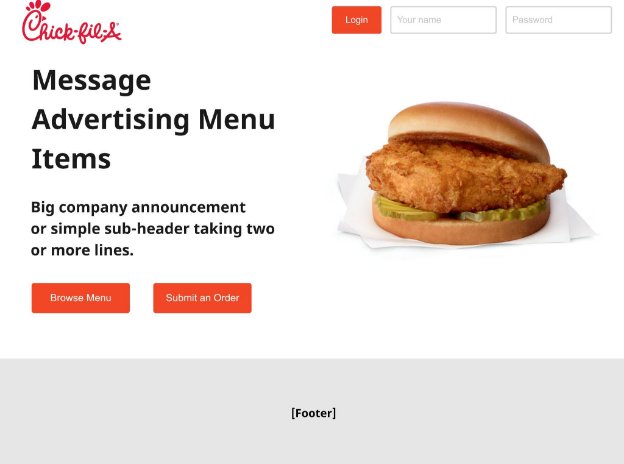 Chick-fil-A
Login
Your name
Password
Message
Advertising Menu
Items
Big company announcement
or simple sub-header taking two
or more lines.
Browse Menu
Submit an Order
[Footer]